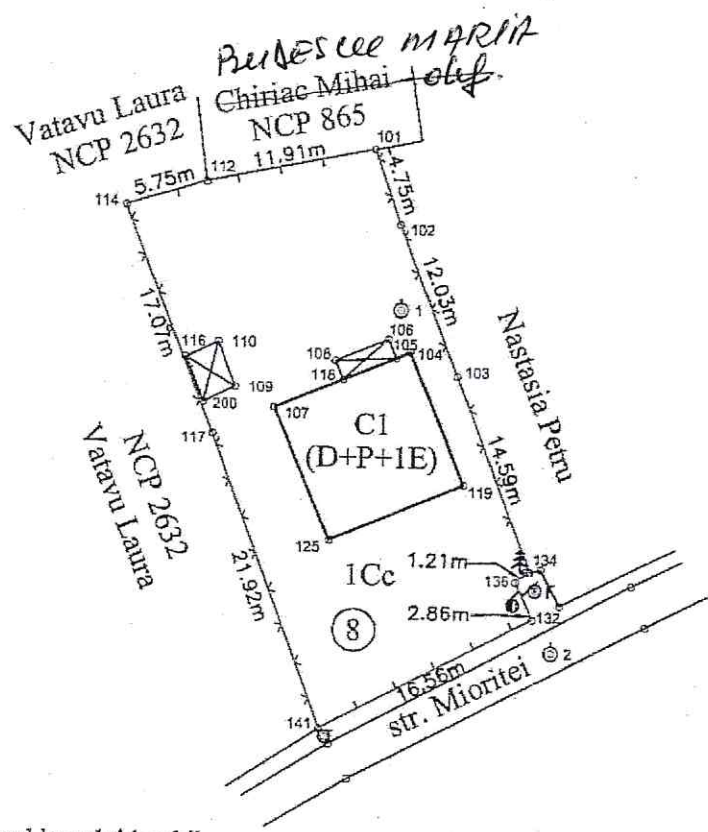 BUDESCU MARIA
Vatavu Laura
NCP 2632
Chiriac Mihai
NCP 865
101
112
11.91m
5.75m
114
4.75m
102
17.07m
12.03m
1
116
110
106
106
105
104
118
109
103
200
107
117
C1
(D+P+1E)
Nastasia Petru
NCP 2632
Vatavu Laura
14.59m
119
125
1Cc
1.21m
134
136
8
2.86m
132
21.92m
16.56m
2
str. Mioritei
141